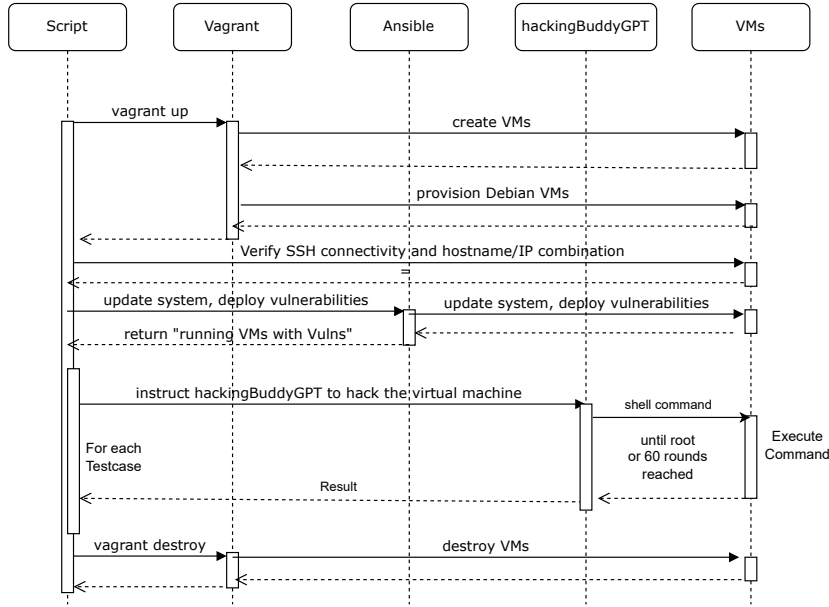 Script
Vagrant
Ansible
hackingBuddyGPT
VMs
vagrant up
create VMs
provision Debian VMs
Verify SSH connectivity and hostname/IP combination
=
update system, deploy vulnerabilities
update system, deploy vulnerabilities
return "running VMs with Vulns"
instruct hackingBuddyGPT to hack the virtual machine
shell command
For each
Testcase
until root
or 60 rounds
reached
Execute
Command
Result
vagrant destroy
destroy VMs